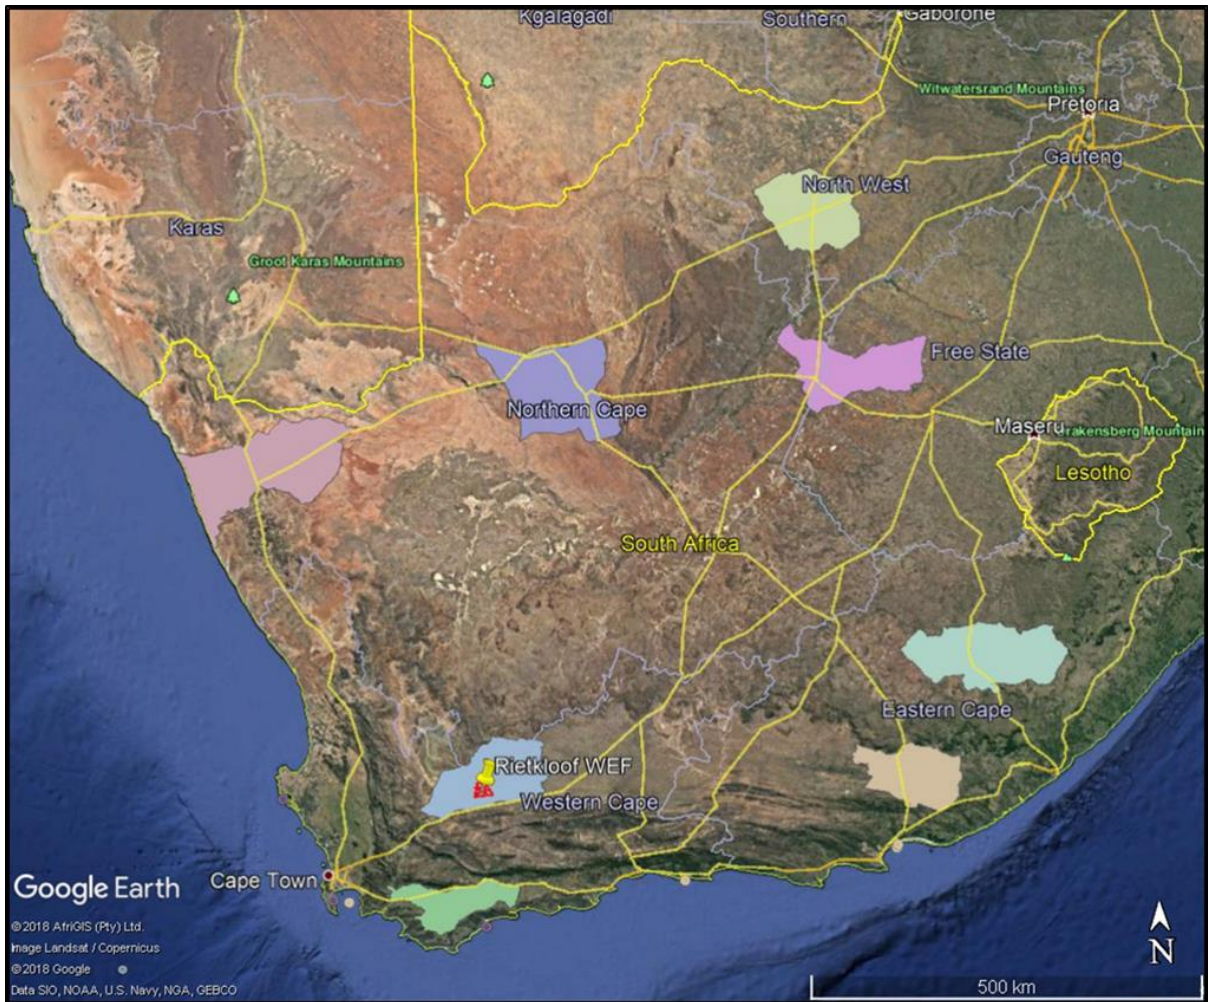 Kgalagadi
Southern
Gaborone
Witwatersrand Mountains
Pretoria
Gauteng
North West
Karas
Groot Karas Mountains
Free State
Northern Cape
Maseru
rakensberg Mountain
Lesotho
South Africa
Eastern Cape
Rietkloof WEF
Western Cape
Cape Town
Google Earth
© 2018 AfriGIS (Pty) Ltd.
Image Landsat / Copernicus
© 2018 Google
Data SIO, NOAA, U.S. Navy, NGA, GEBCO
N
500 km